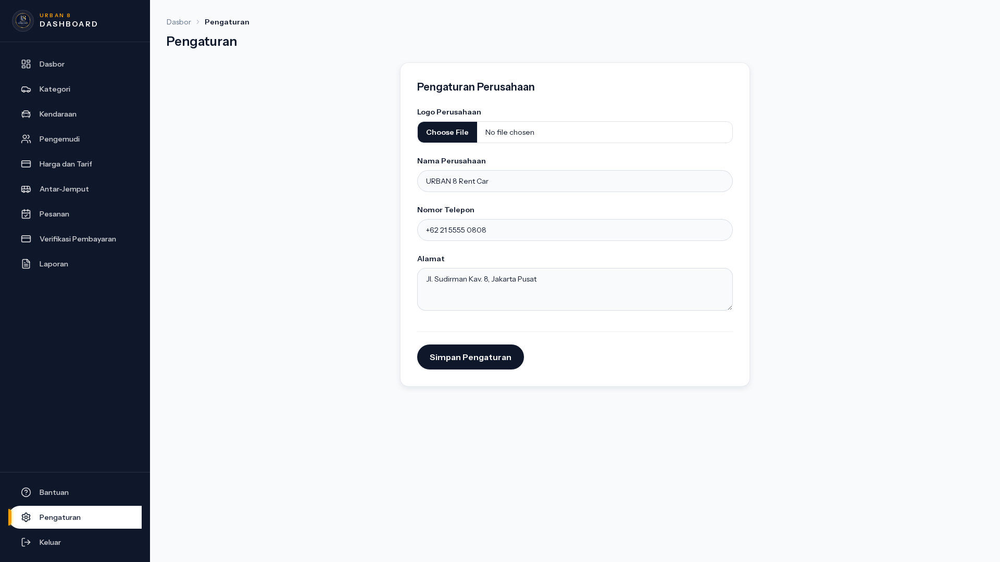 URBAN 8
DASHBOARD
Dasbor
Kategori
Kendaraan
Pengemudi
Harga dan Tarif
Antar-Jemput
Pesanan
Verifikasi Pembayaran
Laporan
Bantuan
Pengaturan
Keluar
Dasbor > Pengaturan
Pengaturan
Pengaturan Perusahaan
Logo Perusahaan
Choose File No file chosen
Nama Perusahaan
URBAN 8 Rent Car
Nomor Telepon
+62 21 5555 0808
Alamat
Jl. Sudirman Kav. 8, Jakarta Pusat
Simpan Pengaturan